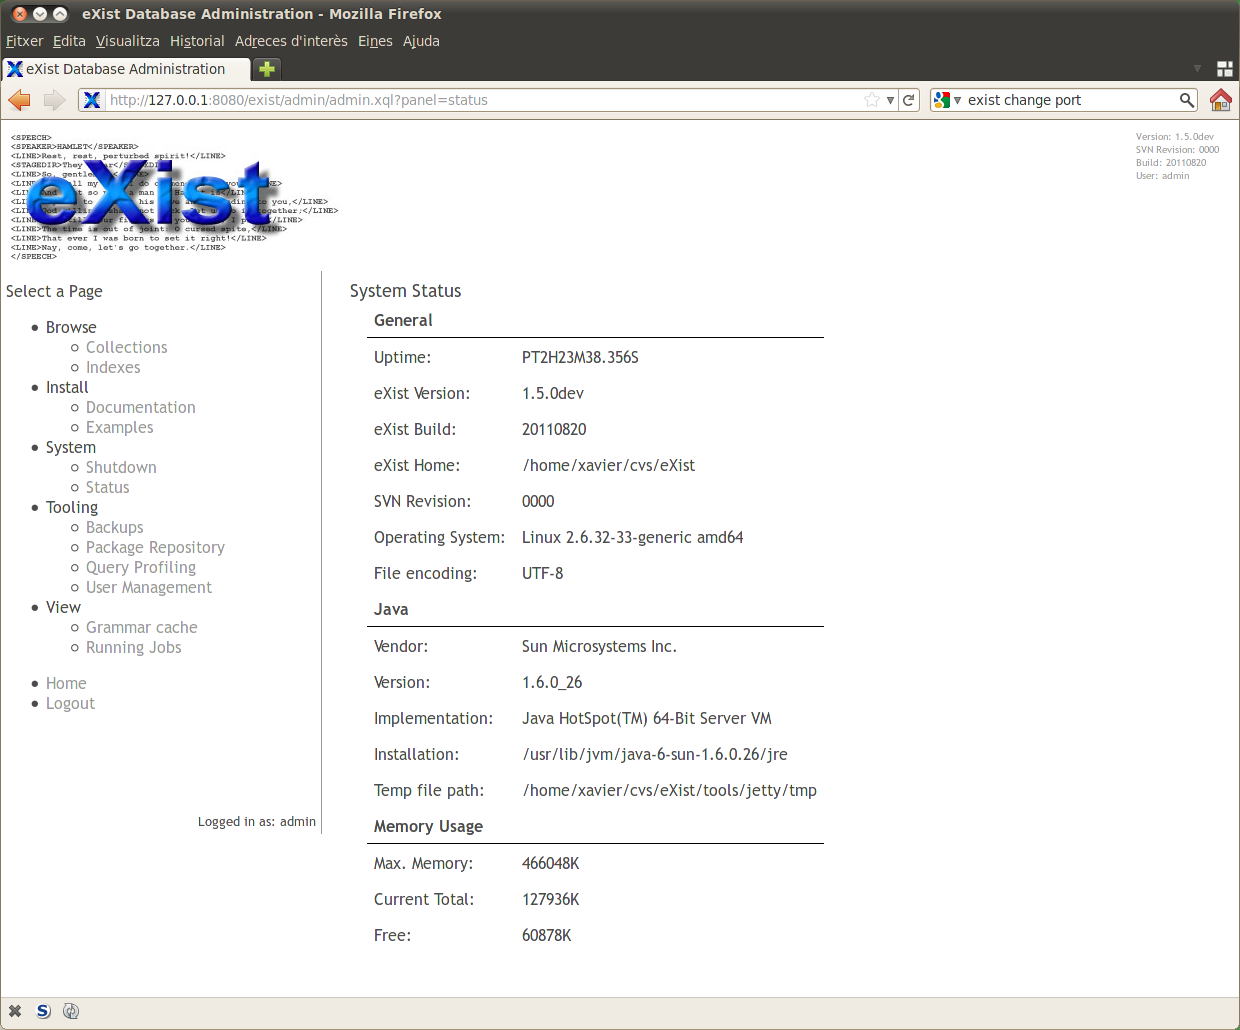 eXist Database Administration - Mozilla Firefox
Fitxer Edita Visualitza Historial Adreces d'interès Eines Ajuda
eXist Database Administration
http://127.0.0.1:8080/exist/admin/admin.xql?panel=status
exist change port
<SPEECH>
<SPEAKER>HAMLET</SPEAKER>
<LINE>Rest, rest, perturbed spirit!</LINE>
<LINE>The time is out of joint: O cursed spite,</LINE>
<LINE>That ever I was born to set it right!</LINE>
<LINE>Nay, come, let's go together.</LINE>
</SPEECH>
eXist
Version: 1.5.0dev
SVN Revision: 0000
Build: 20110820
User: admin
Select a Page
Browse
Collections
Indexes
Install
Documentation
Examples
System
Shutdown
Status
Tooling
Backups
Package Repository
Query Profiling
User Management
View
Grammar cache
Running Jobs
Home
Logout
Logged in as: admin
System Status
General
Uptime: PT2H23M38.356S
eXist Version: 1.5.0dev
eXist Build: 20110820
eXist Home: /home/xavier/cvs/eXist
SVN Revision: 0000
Operating System: Linux 2.6.32-33-generic amd64
File encoding: UTF-8
Java
Vendor: Sun Microsystems Inc.
Version: 1.6.0_26
Implementation: Java HotSpot(TM) 64-Bit Server VM
Installation: /usr/lib/jvm/java-6-sun-1.6.0.26/jre
Temp file path: /home/xavier/cvs/eXist/tools/jetty/tmp
Memory Usage
Max. Memory: 466048K
Current Total: 127936K
Free: 60878K